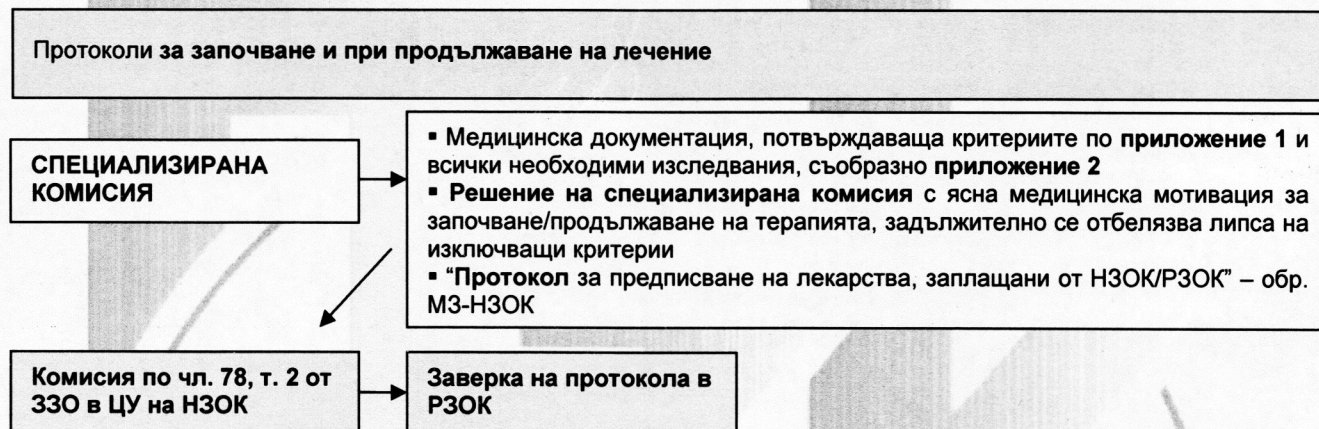 Протоколи за започване и при продължаване на лечение
СПЕЦИАЛИЗИРАНА
КОМИСИЯ
▪ Медицинска документация, потвърждаваща критериите по приложение 1 и
всички необходими изследвания, съобразно приложение 2
▪ Решение на специализирана комисия с ясна медицинска мотивация за
започване/продължаване на терапията, задължително се отбелязва липса на
изключващи критерии
▪ “Протокол за предписване на лекарства, заплащани от НЗОК/РЗОК” – обр.
МЗ-НЗОК
Комисия по чл. 78, т. 2 от
ЗЗО в ЦУ на НЗОК
Заверка на протокола в
РЗОК